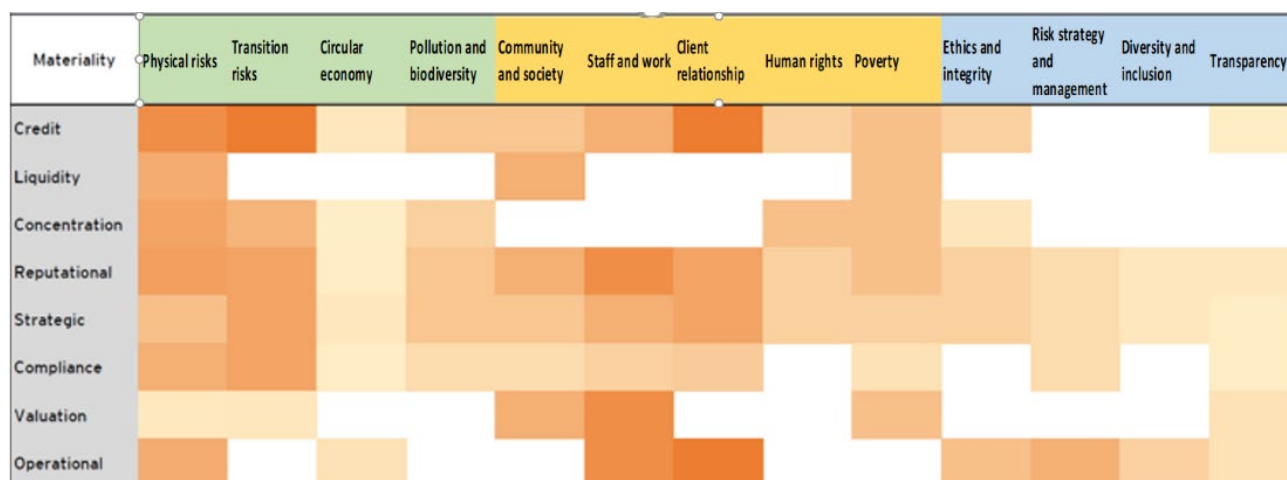 Materiality
Physical risks
Transition
risks
Circular
economy
Pollution and
biodiversity
Community
and society
Staff and work
Client
relationship
Human rights
Poverty
Ethics and
integrity
Risk strategy
and
management
Diversity and
inclusion
Transparency
Credit
Liquidity
Concentration
Reputational
Strategic
Compliance
Valuation
Operational